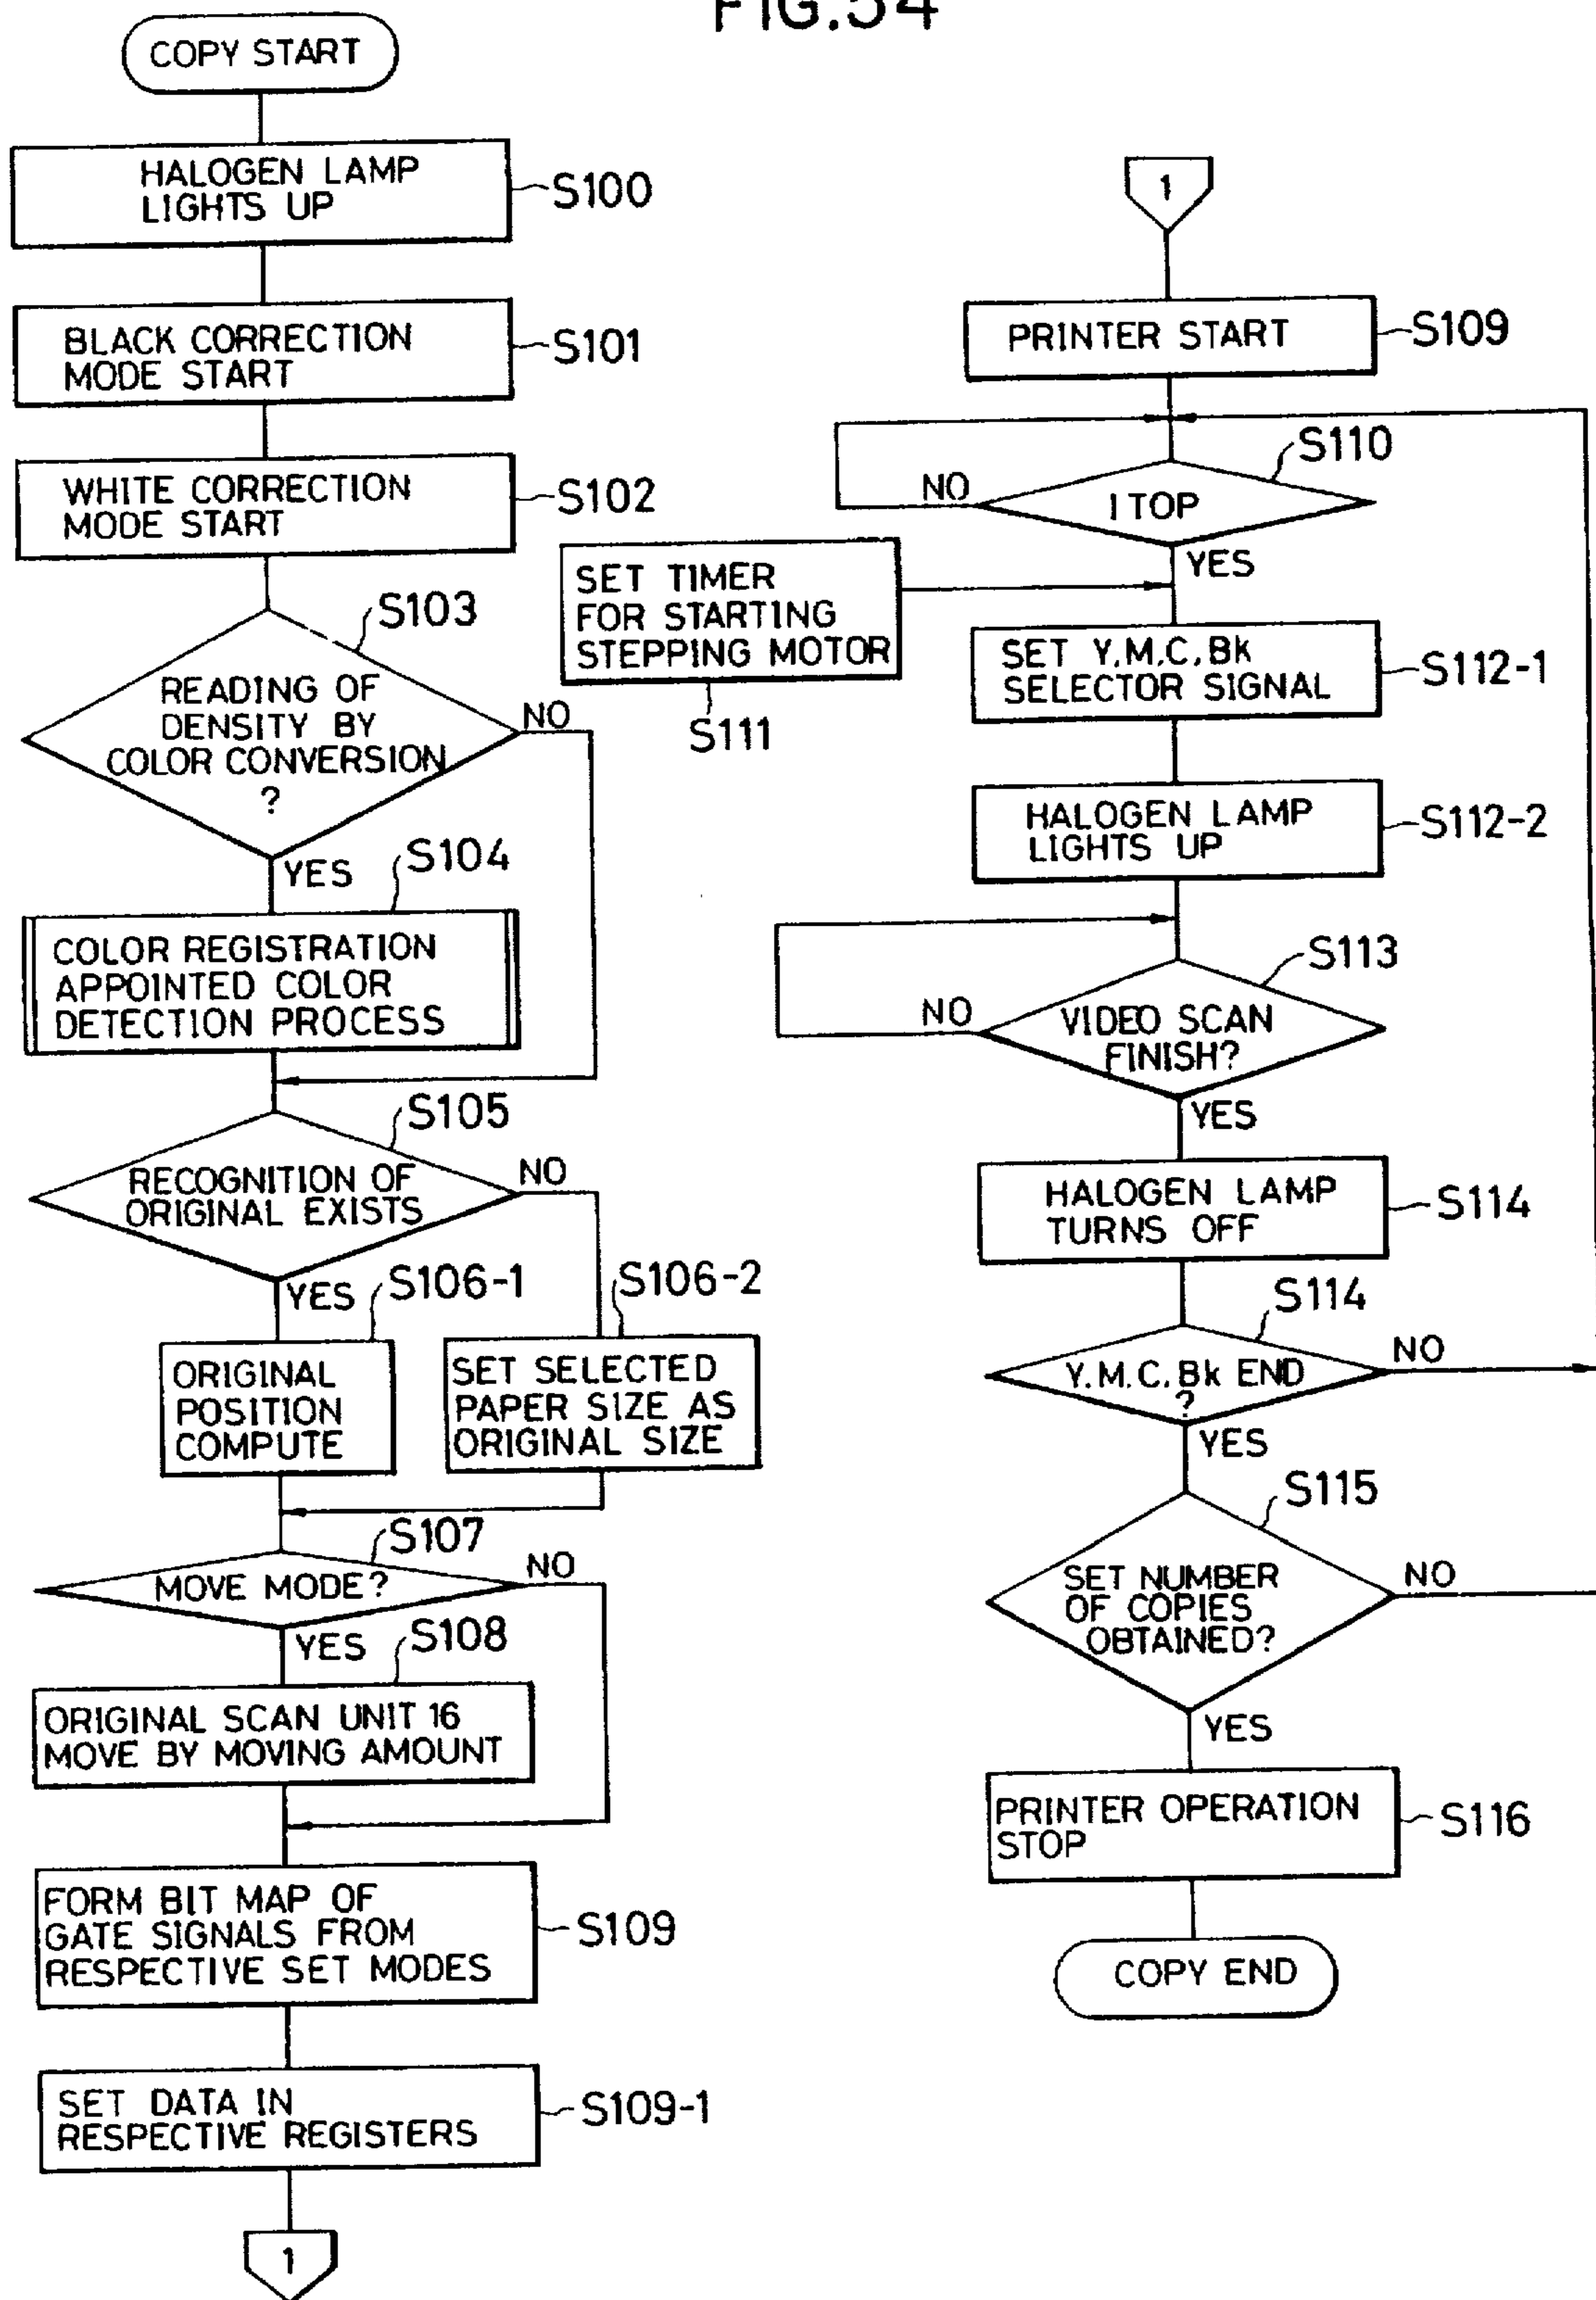 FIG.54
COPY START
HALOGEN LAMP
LIGHTS UP
S100
BLACK CORRECTION
MODE START
S101
WHITE CORRECTION
MODE START
S102
S103
READING OF
DENSITY BY
COLOR CONVERSION
?
NO
YES
S104
COLOR REGISTRATION
APPOINTED COLOR
DETECTION PROCESS
S105
RECOGNITION OF
ORIGINAL EXISTS
NO
YES
S106-1
S106-2
ORIGINAL
POSITION
COMPUTE
SET SELECTED
PAPER SIZE AS
ORIGINAL SIZE
S107
MOVE MODE?
NO
YES
S108
ORIGINAL SCAN UNIT 16
MOVE BY MOVING AMOUNT
FORM BIT MAP OF
GATE SIGNALS FROM
RESPECTIVE SET MODES
S109
SET DATA IN
RESPECTIVE REGISTERS
S109-1
1
1
PRINTER START
S109
S110
NO
I TOP
YES
SET TIMER
FOR STARTING
STEPPING MOTOR
S111
SET Y.M.C.Bk
SELECTOR SIGNAL
S112-1
HALOGEN LAMP
LIGHTS UP
S112-2
S113
NO
VIDEO SCAN
FINISH?
YES
HALOGEN LAMP
TURNS OFF
S114
S114
Y.M.C.Bk END
?
NO
YES
S115
SET NUMBER
OF COPIES
OBTAINED?
NO
YES
PRINTER OPERATION
STOP
S116
COPY END